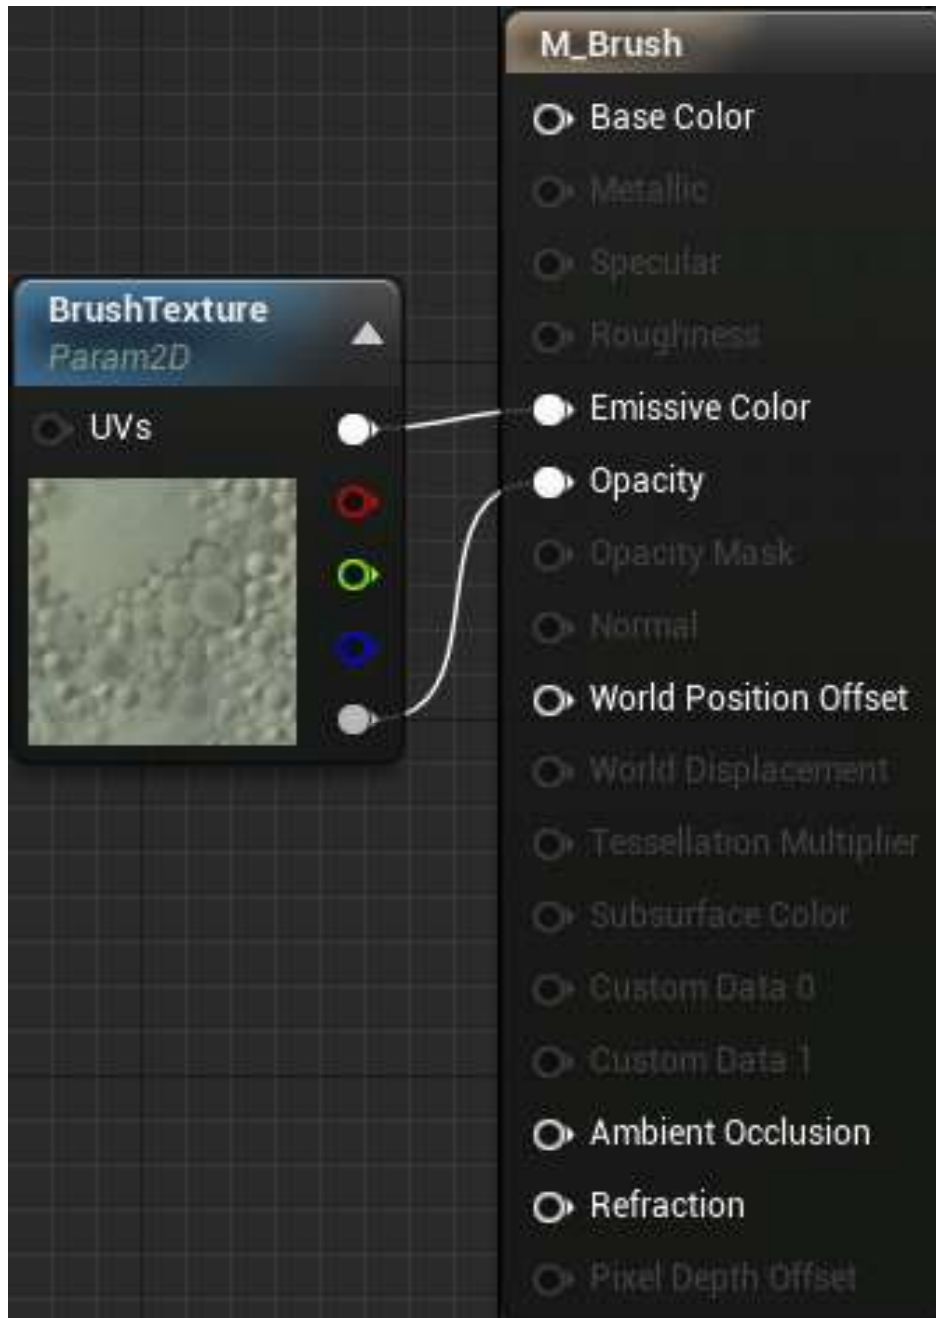 M_Brush
Base Color
Metallic
Specular
Roughness
BrushTexture
Param2D
UVs
Emissive Color
Opacity
Opacity Mask
Normal
World Position Offset
World Displacement
Tessellation Multiplier
Subsurface Color
Custom Data 0
Custom Data 1
Ambient Occlusion
Refraction
Pixel Depth Offset